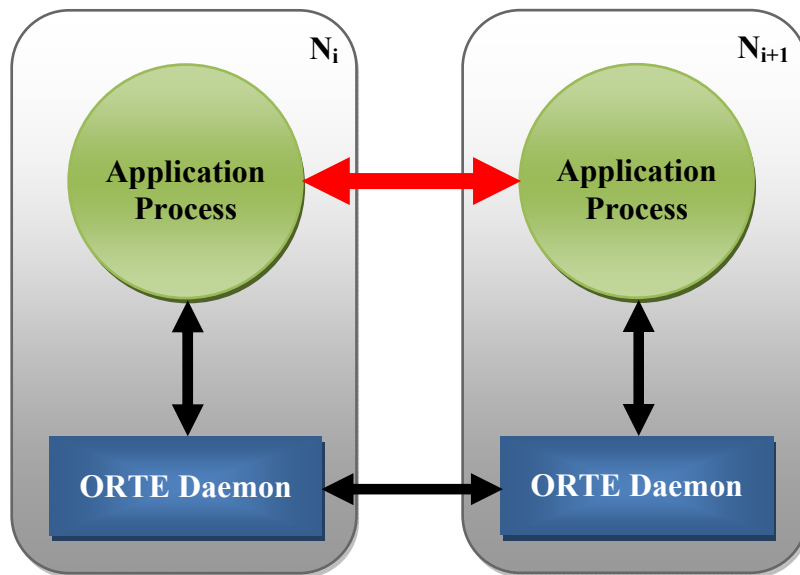 Nᵢ
Nᵢ₊₁
Application
Process
Application
Process
ORTE Daemon
ORTE Daemon